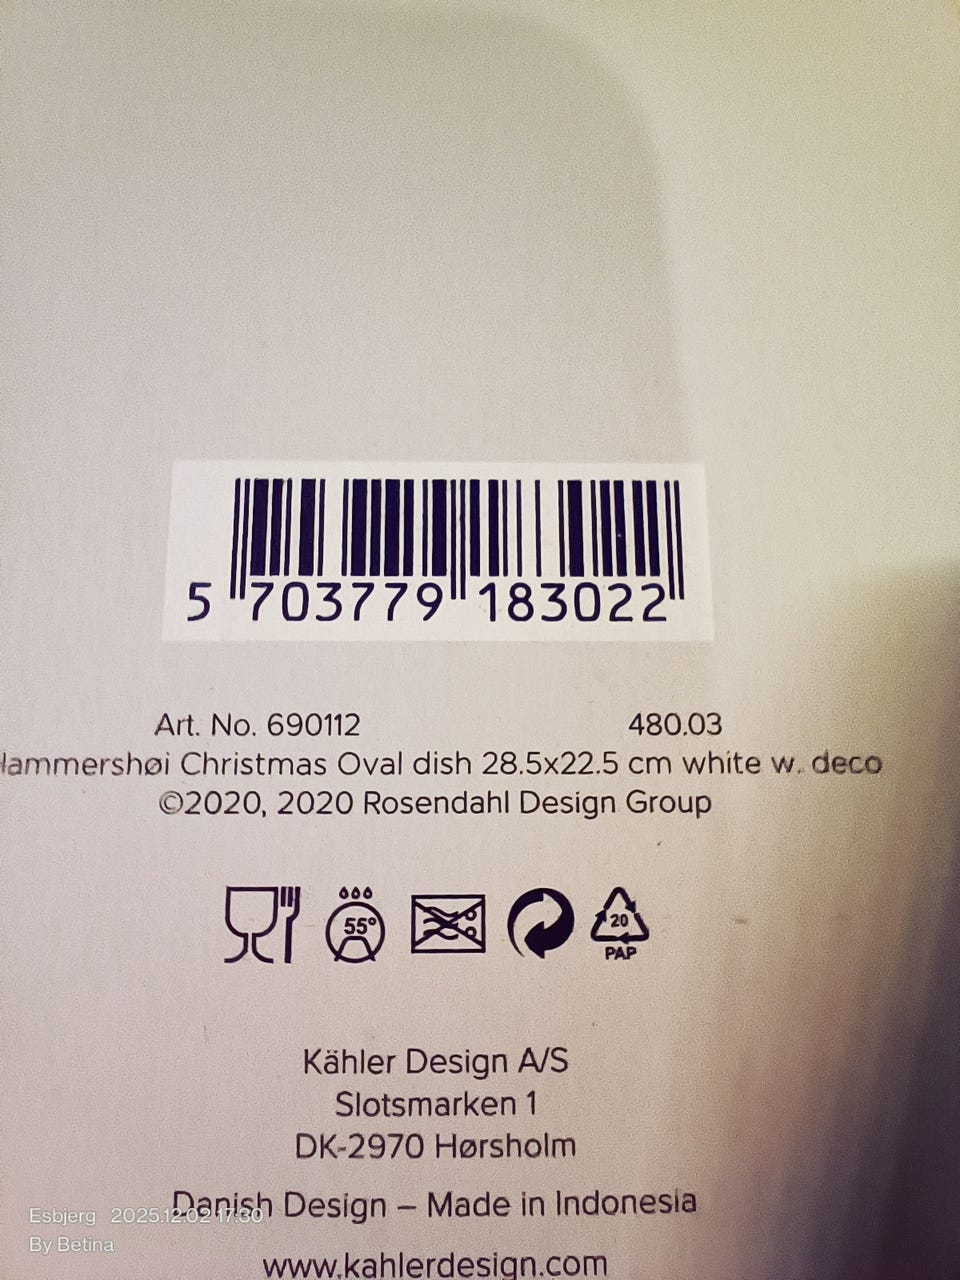 5 703779 183022
Art. No. 690112 480.03
Hammershøi Christmas Oval dish 28.5x22.5 cm white w. deco
©2020, 2020 Rosendahl Design Group
55°
20
PAP
Kähler Design A/S
Slotsmarken 1
DK-2970 Hørsholm
Danish Design – Made in Indonesia
www.kahlerdesign.com
Esbjerg 2025.12.02 17:30
By Betina